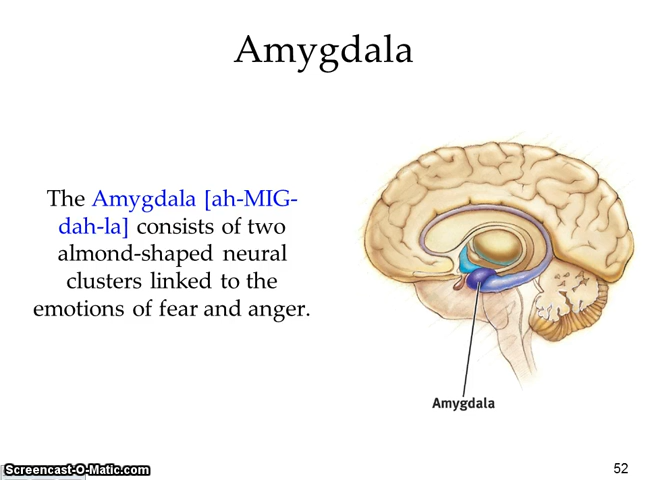 Amygdala
The Amygdala [ah-MIG-
dah-la] consists of two
almond-shaped neural
clusters linked to the
emotions of fear and anger.
Amygdala
Screencast-O-Matic.com
52